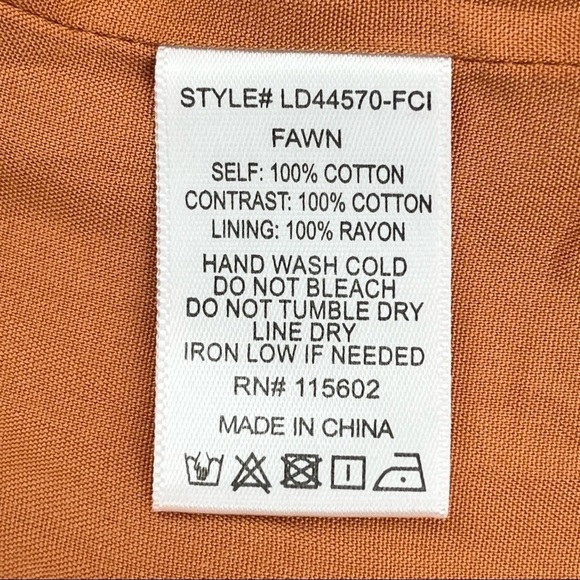 STYLE# LD44570-FCI
FAWN
SELF: 100% COTTON
CONTRAST: 100% COTTON
LINING: 100% RAYON
HAND WASH COLD
DO NOT BLEACH
DO NOT TUMBLE DRY
LINE DRY
IRON LOW IF NEEDED
RN# 115602
MADE IN CHINA